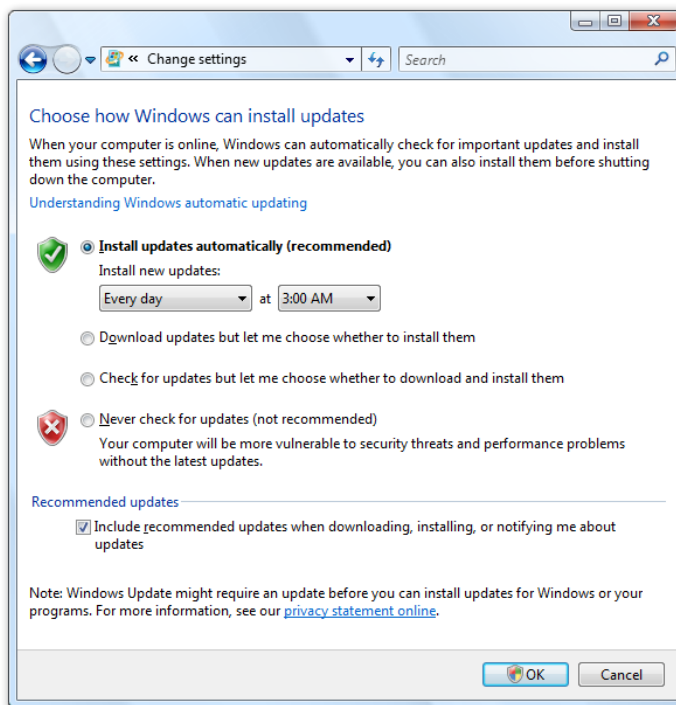 « Change settings
Search
Choose how Windows can install updates
When your computer is online, Windows can automatically check for important updates and install
them using these settings. When new updates are available, you can also install them before shutting
down the computer.
Understanding Windows automatic updating
Install updates automatically (recommended)
Install new updates:
Every day at 3:00 AM
Download updates but let me choose whether to install them
Check for updates but let me choose whether to download and install them
Never check for updates (not recommended)
Your computer will be more vulnerable to security threats and performance problems
without the latest updates.
Recommended updates
Include recommended updates when downloading, installing, or notifying me about
updates
Note: Windows Update might require an update before you can install updates for Windows or your
programs. For more information, see our privacy statement online.
OK Cancel